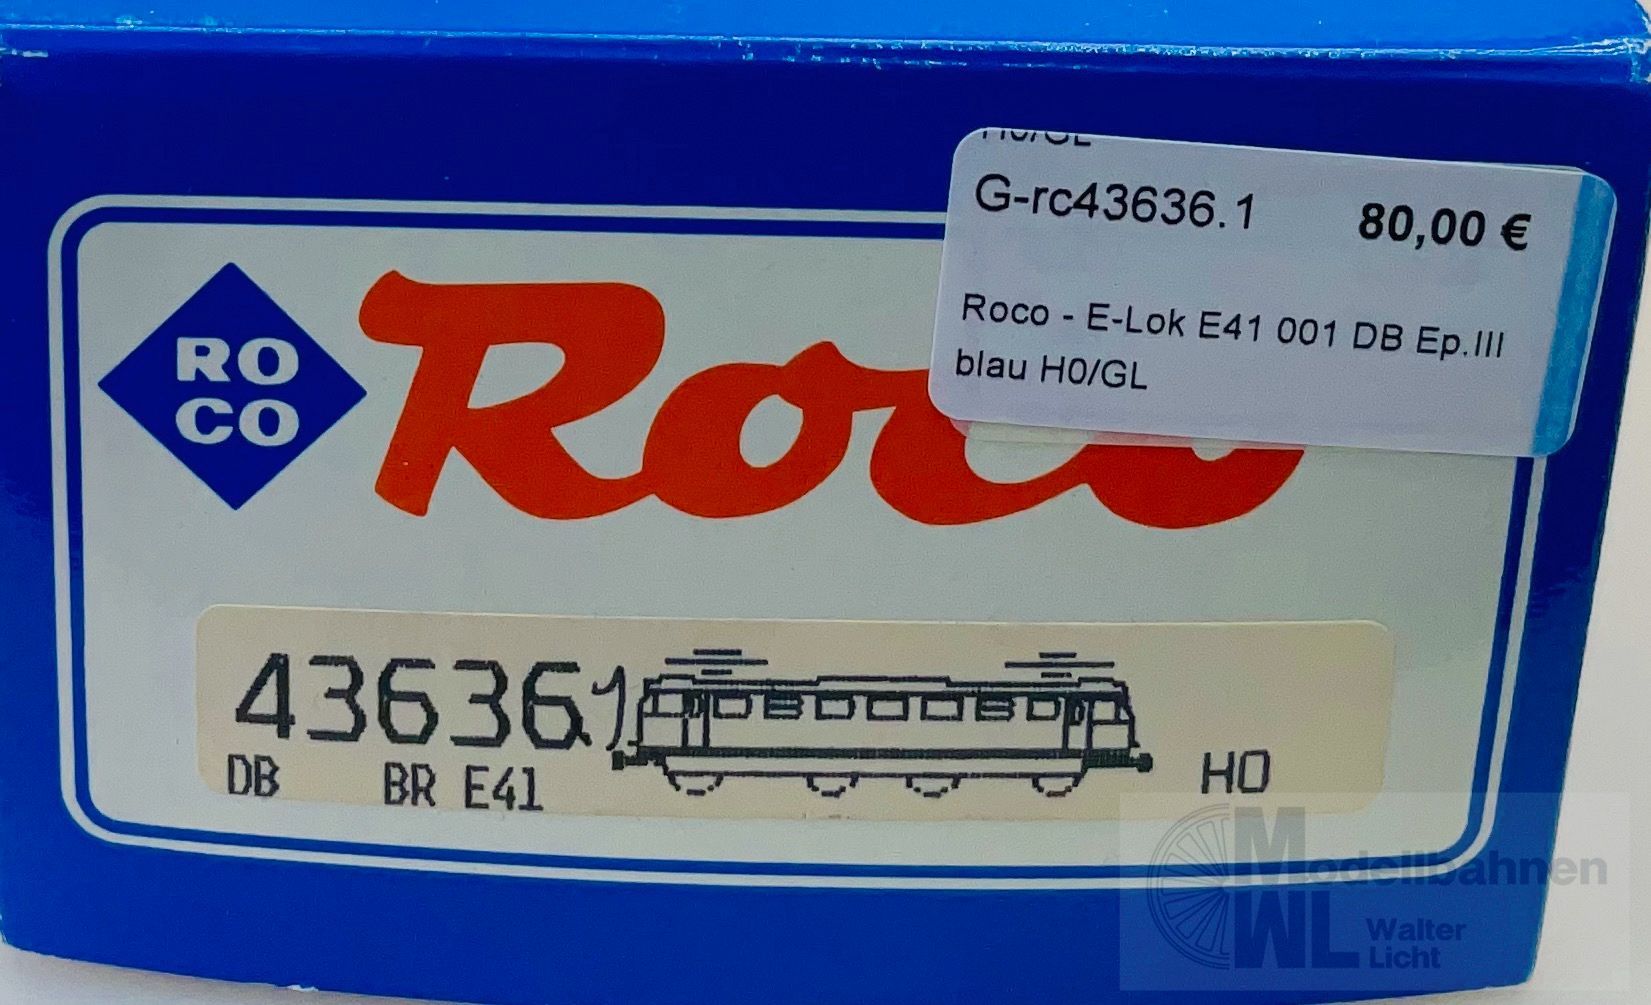 H0/GL
G-rc43636.1 80,00 €
Roco - E-Lok E41 001 DB Ep.III
blau H0/GL
RO
CO
Roco
43636.1
DB BR E41 HO
Modellbahnen
WL Walter
Licht